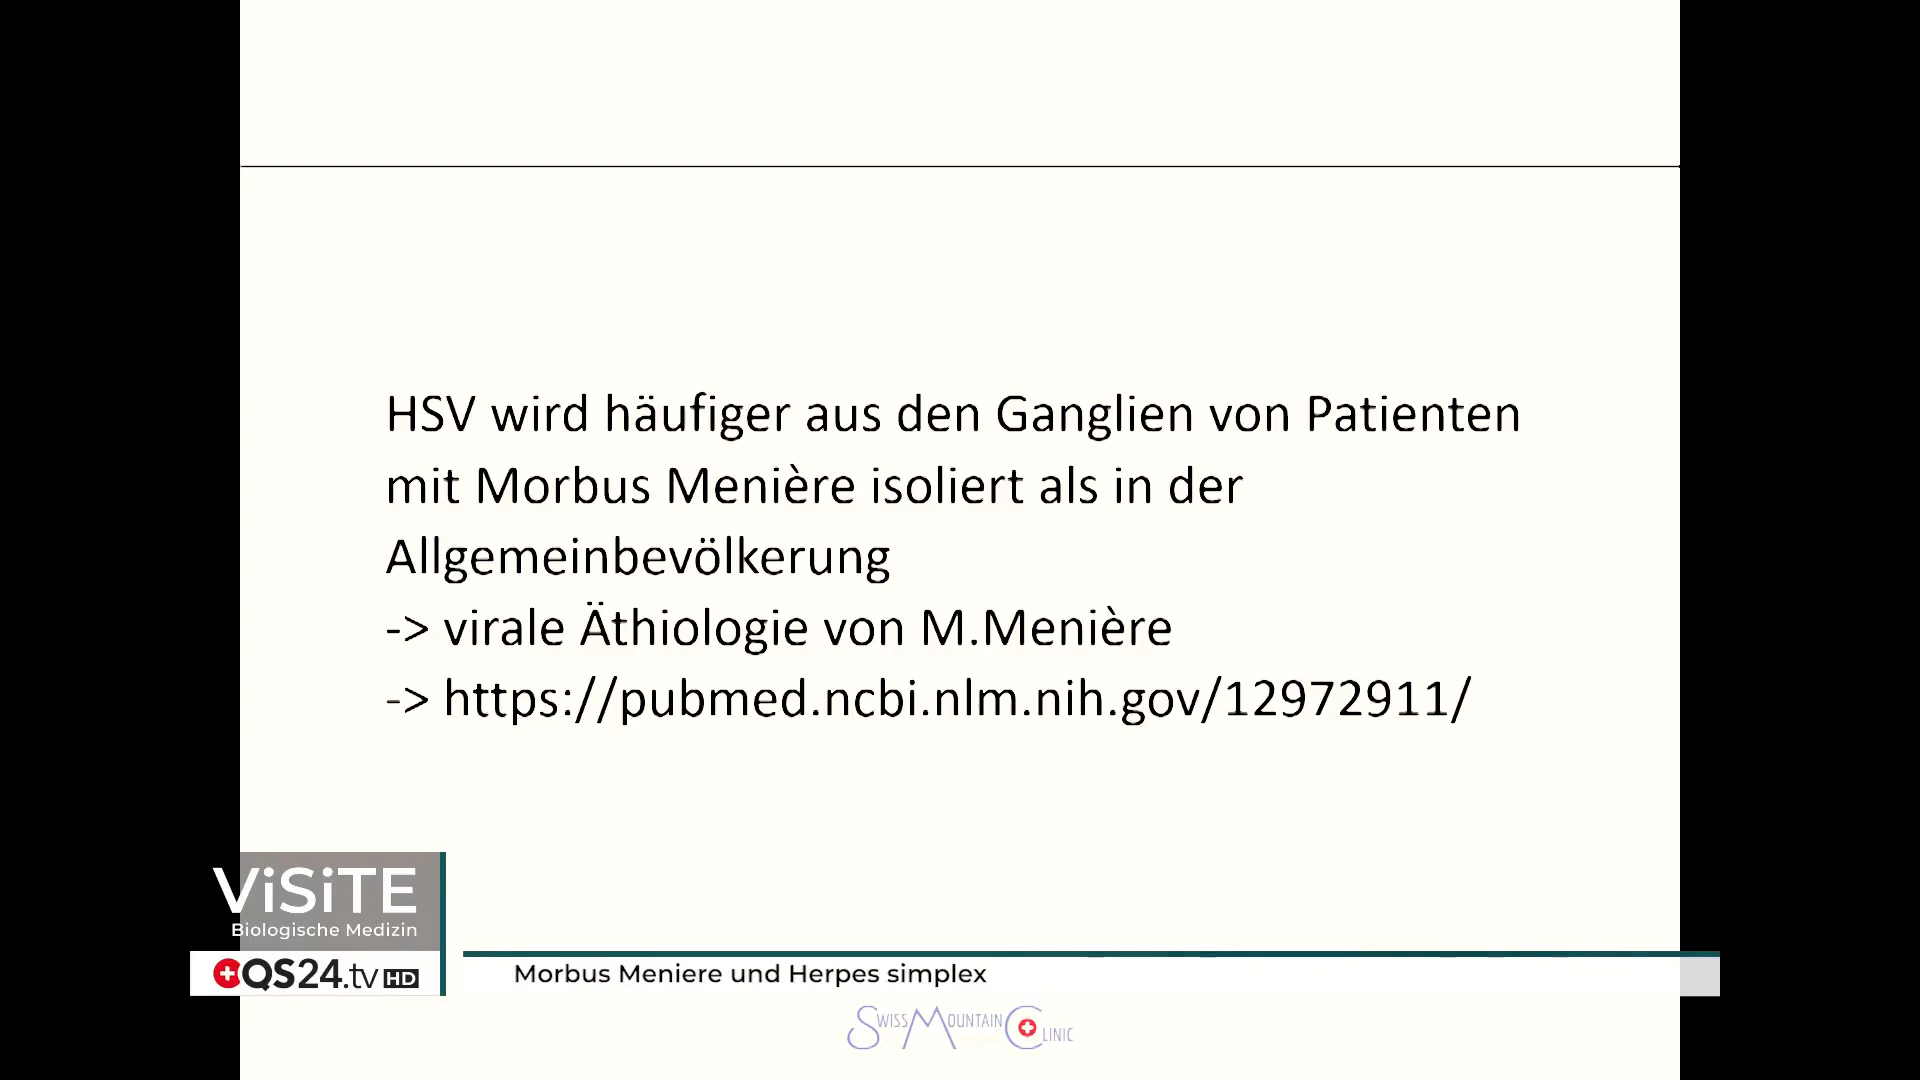 HSV wird häufiger aus den Ganglien von Patienten
mit Morbus Menière isoliert als in der
Allgemeinbevölkerung
-> virale Äthiologie von M.Menière
-> https://pubmed.ncbi.nlm.nih.gov/12972911/
ViSiTE
Biologische Medizin
QS24.tv HD
Morbus Meniere und Herpes simplex
SWISS MOUNTAIN CLINIC